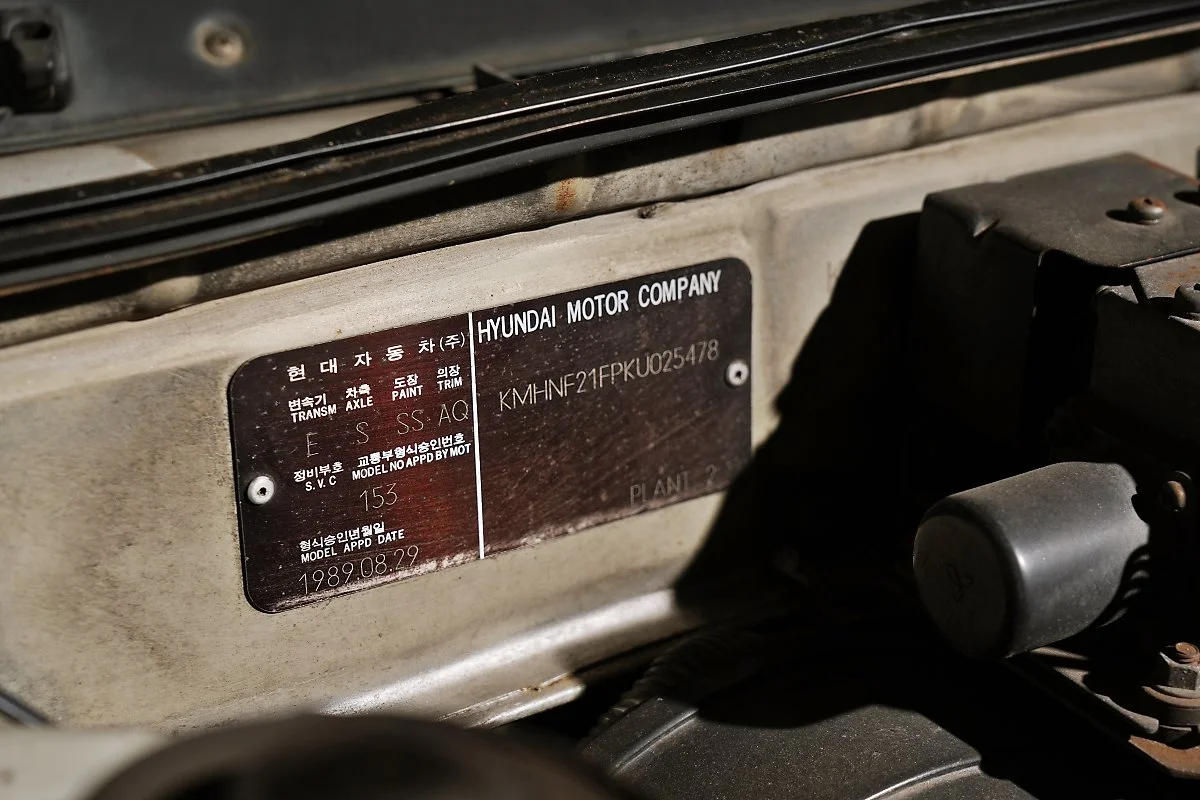 현대자동차(주)
변속기 차축 도장 의장
TRANSM AXLE PAINT TRIM
E S SS AQ
정비부호 교통부형식승인번호
S.V.C MODEL NO APPD BY MOT
153
형식승인년월일
MODEL APPD DATE
1989.08.29
HYUNDAI MOTOR COMPANY
KMHNF21FPKU025478
PLANT 2